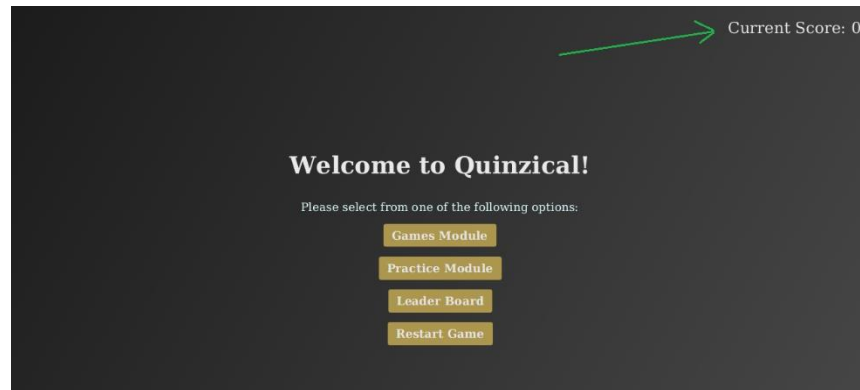 Current Score: 0
Welcome to Quinzical!
Please select from one of the following options:
Games Module
Practice Module
Leader Board
Restart Game